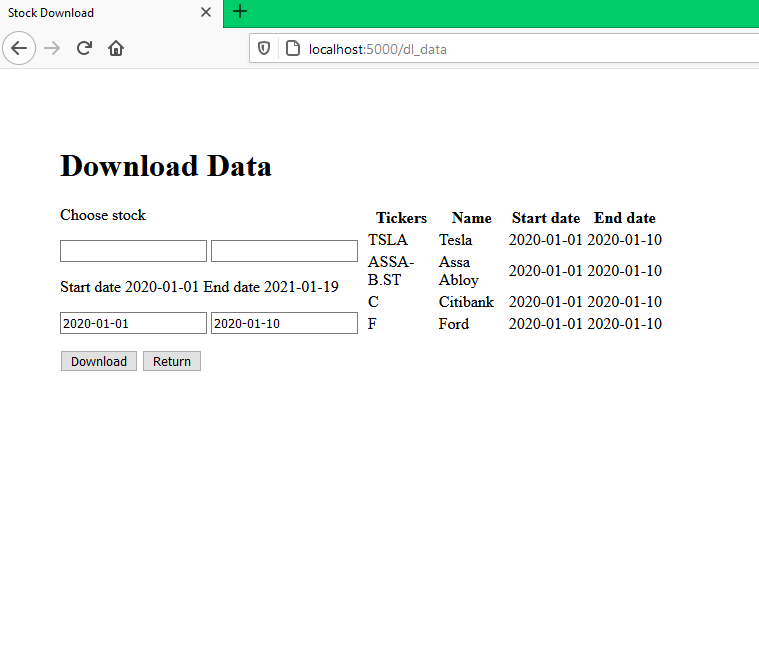 Stock Download
localhost:5000/dl_data
Download Data
Choose stock
Start date 2020-01-01 End date 2021-01-19
2020-01-01 2020-01-10
Download Return
Tickers Name Start date End date
TSLA Tesla 2020-01-01 2020-01-10
ASSA- Assa
B.ST Abloy 2020-01-01 2020-01-10
C Citibank 2020-01-01 2020-01-10
F Ford 2020-01-01 2020-01-10